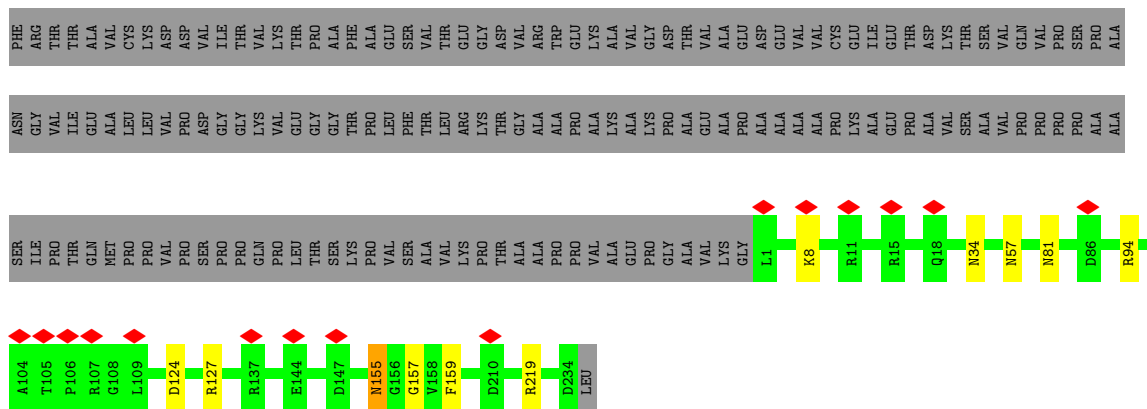 PHE ARG THR THR ALA VAL CYS LYS ASP ASP VAL ILE THR VAL LYS THR PRO ALA PHE ALA GLU SER VAL THR GLU GLY ASP VAL ARG TRP GLU LYS ALA VAL GLY ASP THR VAL ALA GLU ASP GLU VAL VAL CYS GLU ILE GLU THR ASP LYS THR SER VAL GLN VAL PRO SER PRO ALA
ASN GLY VAL ILE GLU ALA LEU LEU VAL PRO ASP GLY GLY LYS VAL GLU GLY GLY THR PRO LEU PHE THR LEU ARG LYS THR GLY ALA ALA PRO ALA LYS ALA LYS PRO ALA GLU ALA PRO ALA ALA ALA ALA PRO LYS ALA GLU PRO ALA VAL SER ALA VAL PRO PRO PRO PRO ALA ALA
SER ILE PRO THR GLN MET PRO PRO VAL PRO SER PRO PRO GLN PRO LEU THR SER LYS PRO VAL SER ALA VAL LYS PRO THR ALA ALA PRO PRO VAL ALA GLU PRO GLY ALA VAL LYS GLY L1 K8 R11 R15 Q18 N34 N57 N81 D86 R94
A104 T105 P106 R107 G108 L109 D124 R127 R137 E144 D147 N155 G156 G157 V158 F159 D210 R219 D234 LEU